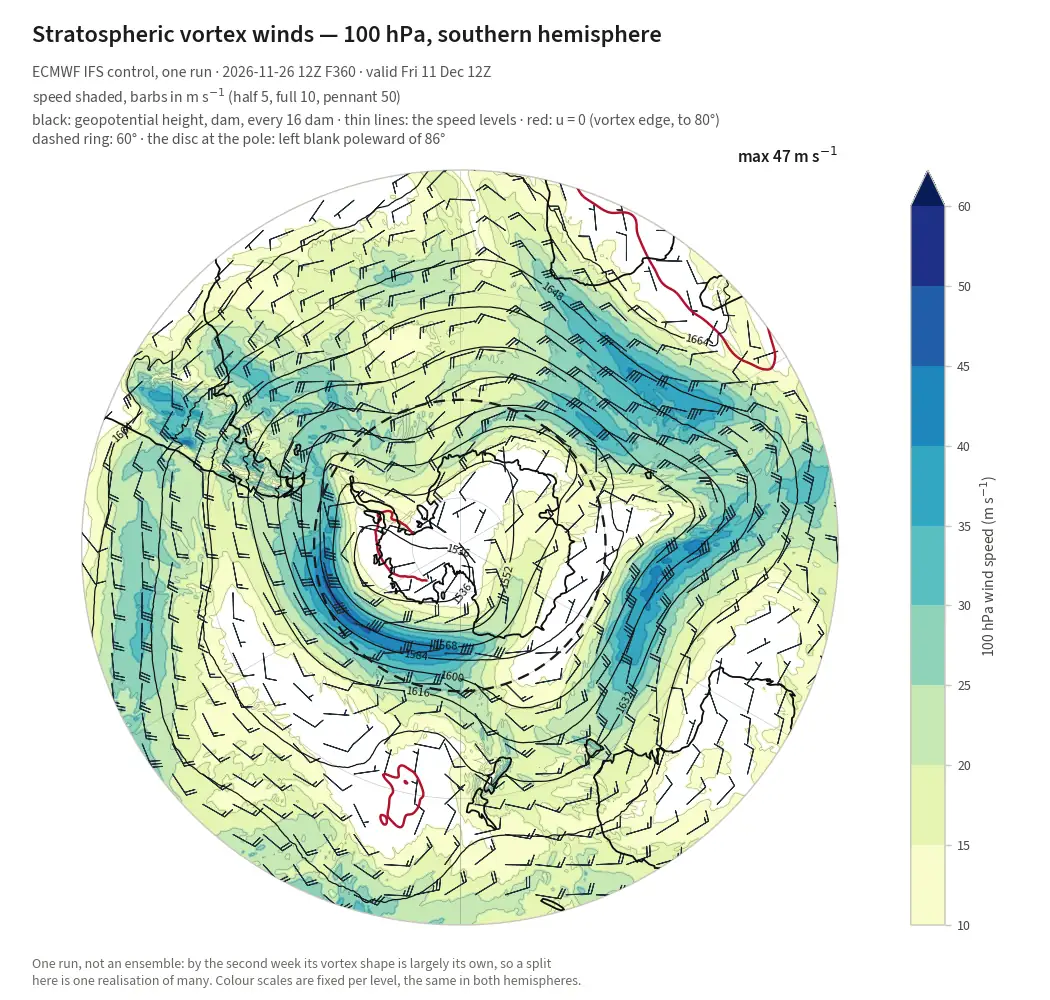 Stratospheric vortex winds — 100 hPa, southern hemisphere
ECMWF IFS control, one run · 2026-11-26 12Z F360 · valid Fri 11 Dec 12Z
speed shaded, barbs in m s⁻¹ (half 5, full 10, pennant 50)
black: geopotential height, dam, every 16 dam · thin lines: the speed levels · red: u = 0 (vortex edge, to 80°)
dashed ring: 60° · the disc at the pole: left blank poleward of 86°
max 47 m s⁻¹
60
50
45
40
35
30
25
20
15
10
100 hPa wind speed (m s⁻¹)
1648
1664
1536
1552
1536
1568
1584
1600
1616
1632
One run, not an ensemble: by the second week its vortex shape is largely its own, so a split
here is one realisation of many. Colour scales are fixed per level, the same in both hemispheres.